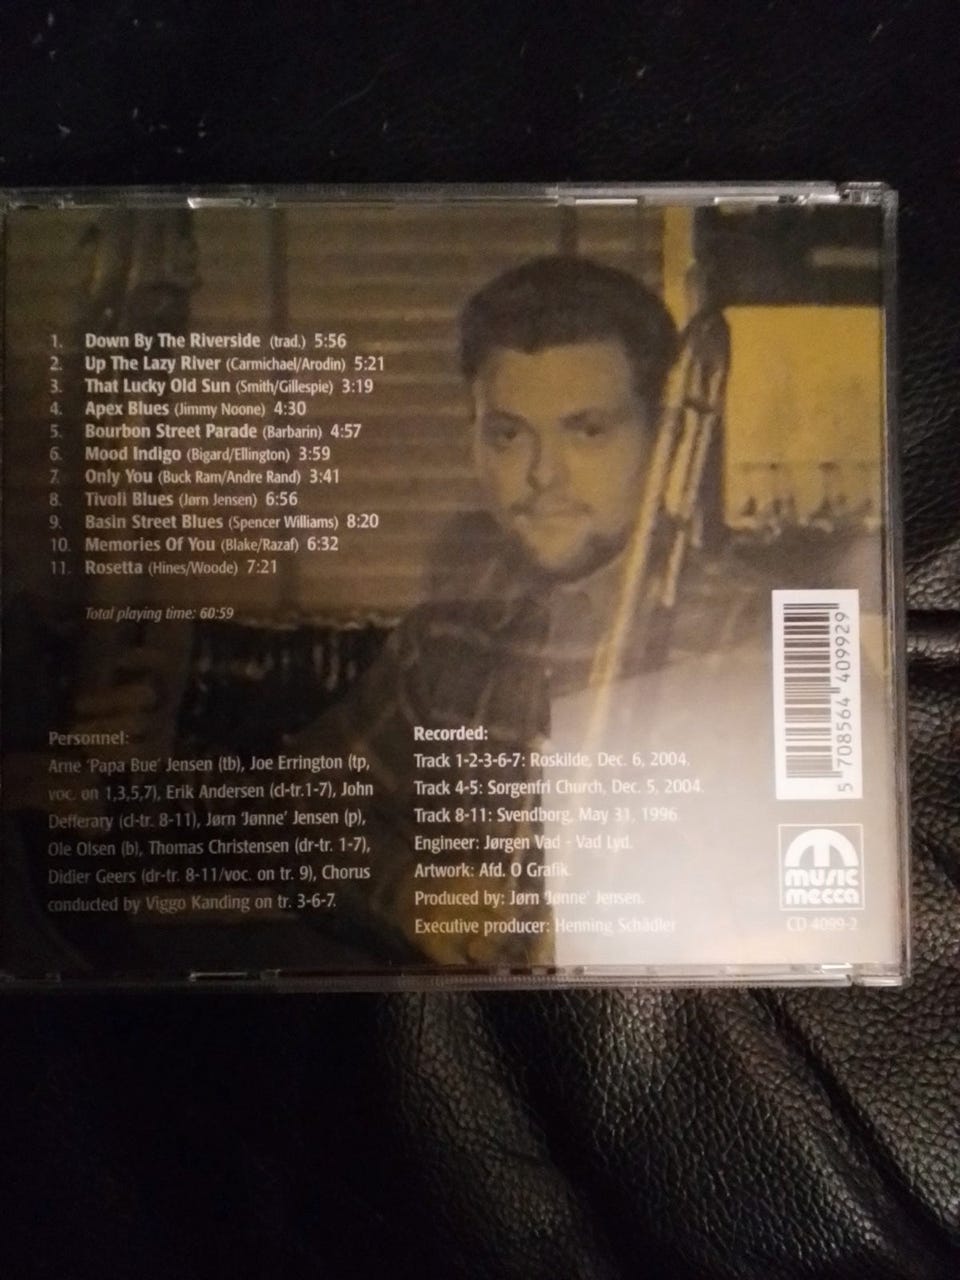 1. Down By The Riverside (trad.) 5:56
2. Up The Lazy River (Carmichael/Arodin) 5:21
3. That Lucky Old Sun (Smith/Gillespie) 3:19
4. Apex Blues (Jimmy Noone) 4:30
5. Bourbon Street Parade (Barbarin) 4:57
6. Mood Indigo (Bigard/Ellington) 3:59
7. Only You (Buck Ram/Andre Rand) 3:41
8. Tivoli Blues (Jørn Jensen) 6:56
9. Basin Street Blues (Spencer Williams) 8:20
10. Memories Of You (Blake/Razaf) 6:32
11. Rosetta (Hines/Woode) 7:21
Total playing time: 60:59
Personnel:
Arne 'Papa Bue' Jensen (tb), Joe Errington (tp,
voc. on 1,3,5,7), Erik Andersen (cl-tr.1-7), John
Defferary (cl-tr. 8-11), Jørn 'Jønne' Jensen (p),
Ole Olsen (b), Thomas Christensen (dr-tr. 1-7),
Didier Geers (dr-tr. 8-11/voc. on tr. 9), Chorus
conducted by Viggo Kanding on tr. 3-6-7.
Recorded:
Track 1-2-3-6-7: Roskilde, Dec. 6, 2004.
Track 4-5: Sorgenfri Church, Dec. 5, 2004.
Track 8-11: Svendborg, May 31, 1996.
Engineer: Jørgen Vad - Vad Lyd.
Artwork: Afd. O Grafik.
Produced by: Jørn 'Jønne' Jensen.
Executive producer: Henning Schädler
5 708564 409929
music
mecca
CD 4099-2